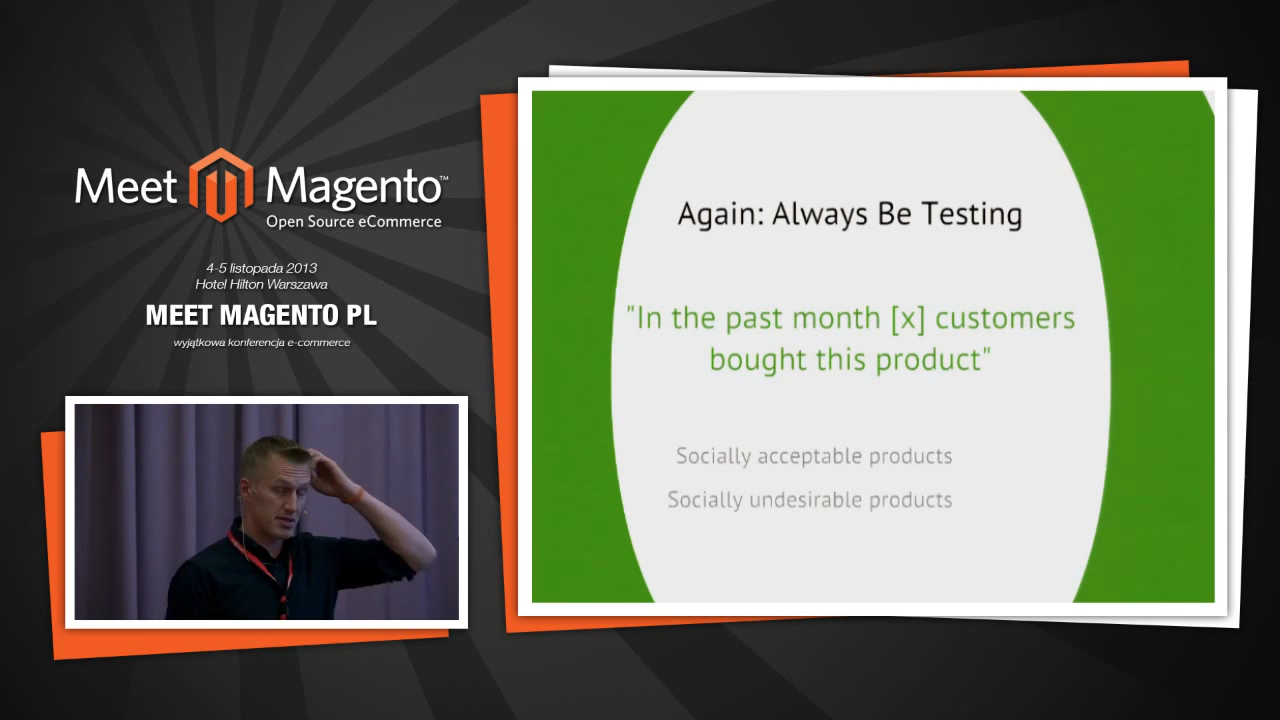 Meet Magento™
Open Source eCommerce
4-5 listopada 2013
Hotel Hilton Warszawa
MEET MAGENTO PL
wyjątkowa konferencja e-commerce
Again: Always Be Testing
"In the past month [x] customers
bought this product"
Socially acceptable products
Socially undesirable products